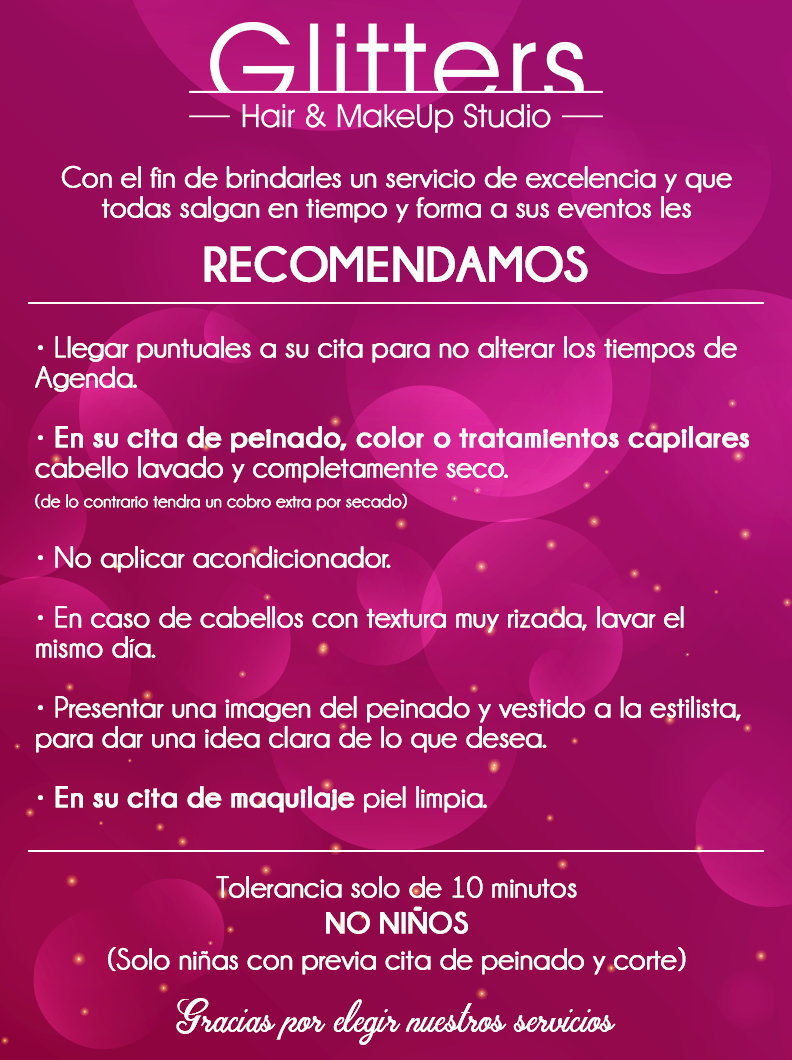 Glitters
Hair & MakeUp Studio
Con el fin de brindarles un servicio de excelencia y que
todas salgan en tiempo y forma a sus eventos les
RECOMENDAMOS
• Llegar puntuales a su cita para no alterar los tiempos de
Agenda.
• En su cita de peinado, color o tratamientos capilares
cabello lavado y completamente seco.
(de lo contrario tendra un cobro extra por secado)
• No aplicar acondicionador.
• En caso de cabellos con textura muy rizada, lavar el
mismo día.
• Presentar una imagen del peinado y vestido a la estilista,
para dar una idea clara de lo que desea.
• En su cita de maquilaje piel limpia.
Tolerancia solo de 10 minutos
NO NIÑOS
(Solo niñas con previa cita de peinado y corte)
Gracias por elegir nuestros servicios